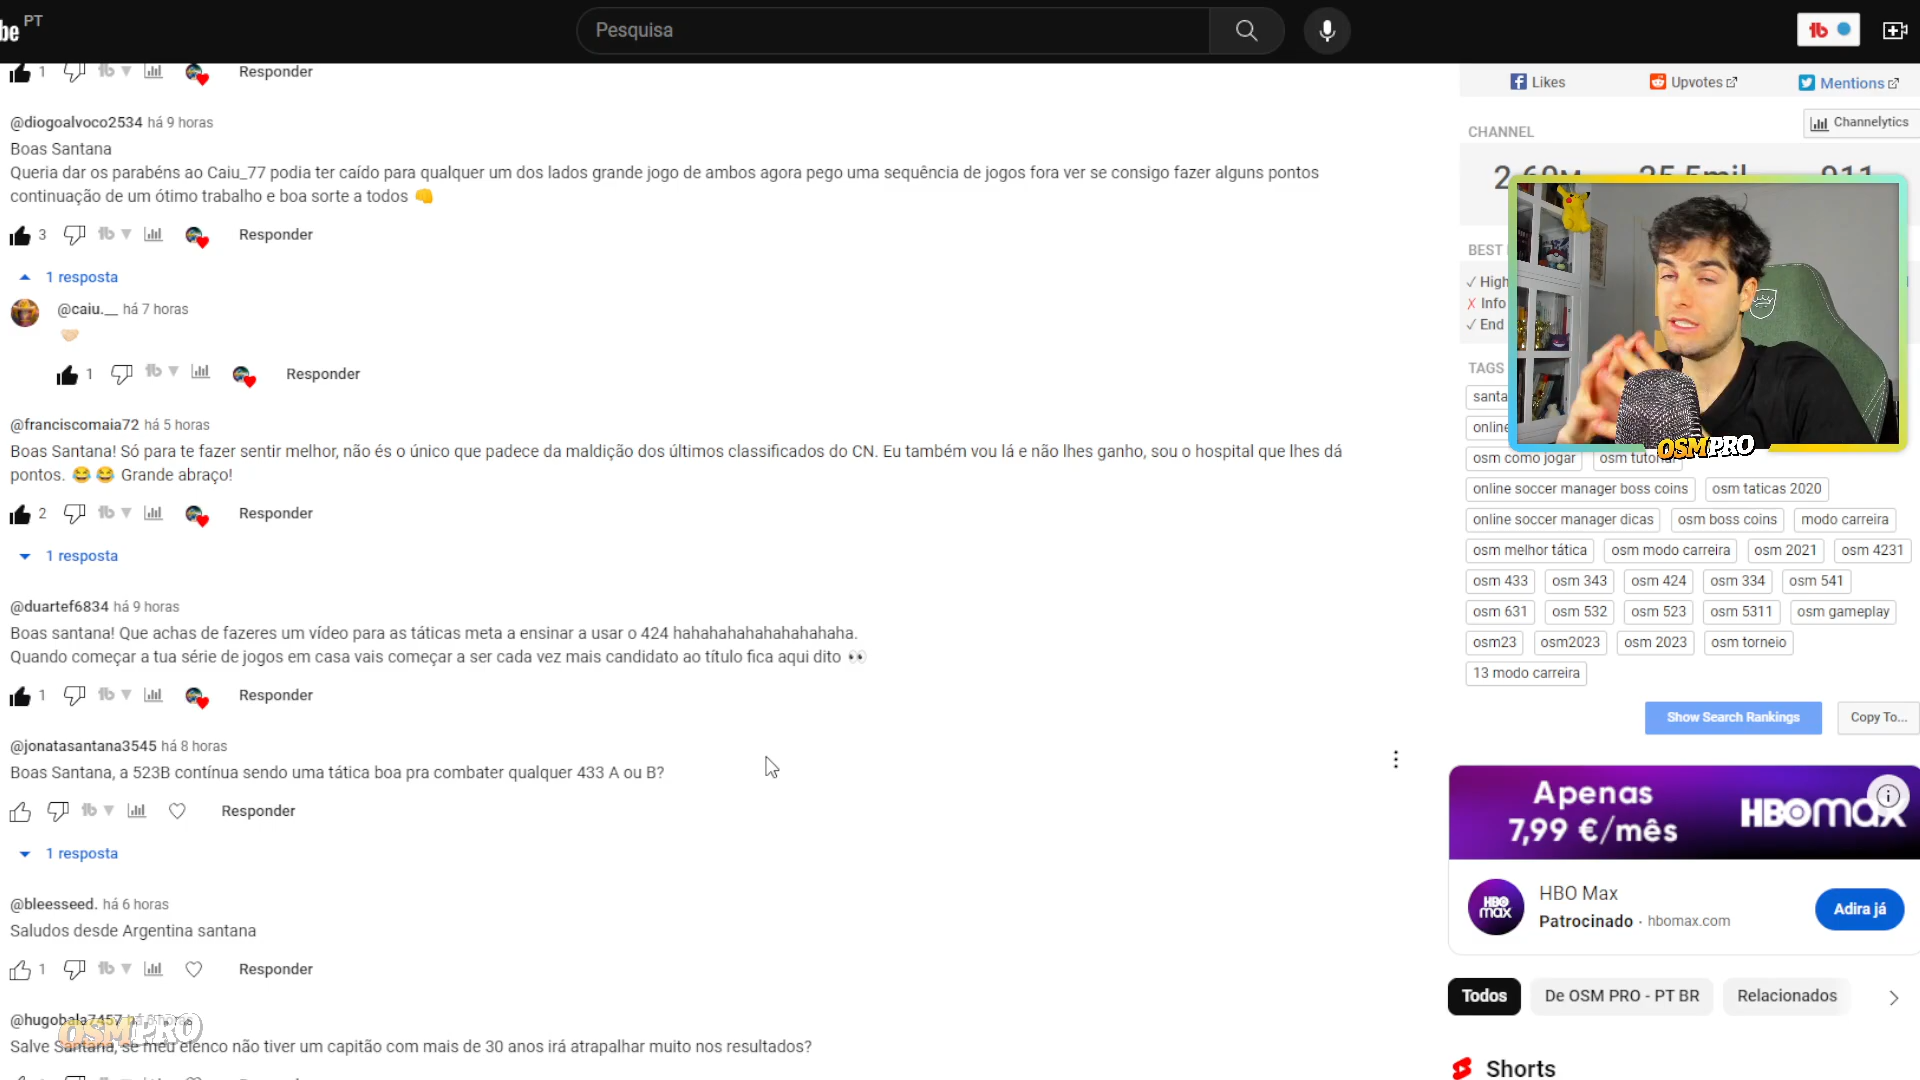 be PT
Pesquisa
1 Responder
@diogoalvoco2534 há 9 horas
Boas Santana
Queria dar os parabéns ao Caiu_77 podia ter caído para qualquer um dos lados grande jogo de ambos agora pego uma sequência de jogos fora ver se consigo fazer alguns pontos
continuação de um ótimo trabalho e boa sorte a todos
3 Responder
1 resposta
@caiu.__ há 7 horas
1 Responder
@franciscomaia72 há 5 horas
Boas Santana! Só para te fazer sentir melhor, não és o único que padece da maldição dos últimos classificados do CN. Eu também vou lá e não lhes ganho, sou o hospital que lhes dá
pontos. Grande abraço!
2 Responder
1 resposta
@duartef6834 há 9 horas
Boas santana! Que achas de fazeres um vídeo para as táticas meta a ensinar a usar o 424 hahahahahahahahaha.
Quando começar a tua série de jogos em casa vais começar a ser cada vez mais candidato ao título fica aqui dito
1 Responder
@jonatasantana3545 há 8 horas
Boas Santana, a 523B contínua sendo uma tática boa pra combater qualquer 433 A ou B?
Responder
1 resposta
@bleesseed. há 6 horas
Saludos desde Argentina santana
1 Responder
@hugobala7457
OSM PRO
Salve Santana, se meu elenco não tiver um capitão com mais de 30 anos irá atrapalhar muito nos resultados?
Likes Upvotes Mentions
CHANNEL Channelytics
BEST
High
Info
End
TAGS
OSM PRO
osm como jogar osm tutorial
online soccer manager boss coins osm taticas 2020
online soccer manager dicas osm boss coins modo carreira
osm melhor tática osm modo carreira osm 2021 osm 4231
osm 433 osm 343 osm 424 osm 334 osm 541
osm 631 osm 532 osm 523 osm 5311 osm gameplay
osm23 osm2023 osm 2023 osm torneio
13 modo carreira
Show Search Rankings Copy To...
Apenas
7,99 €/mês
HBOmax
HBO max
HBO Max
Patrocinado · hbomax.com
Adira já
Todos De OSM PRO - PT BR Relacionados
Shorts